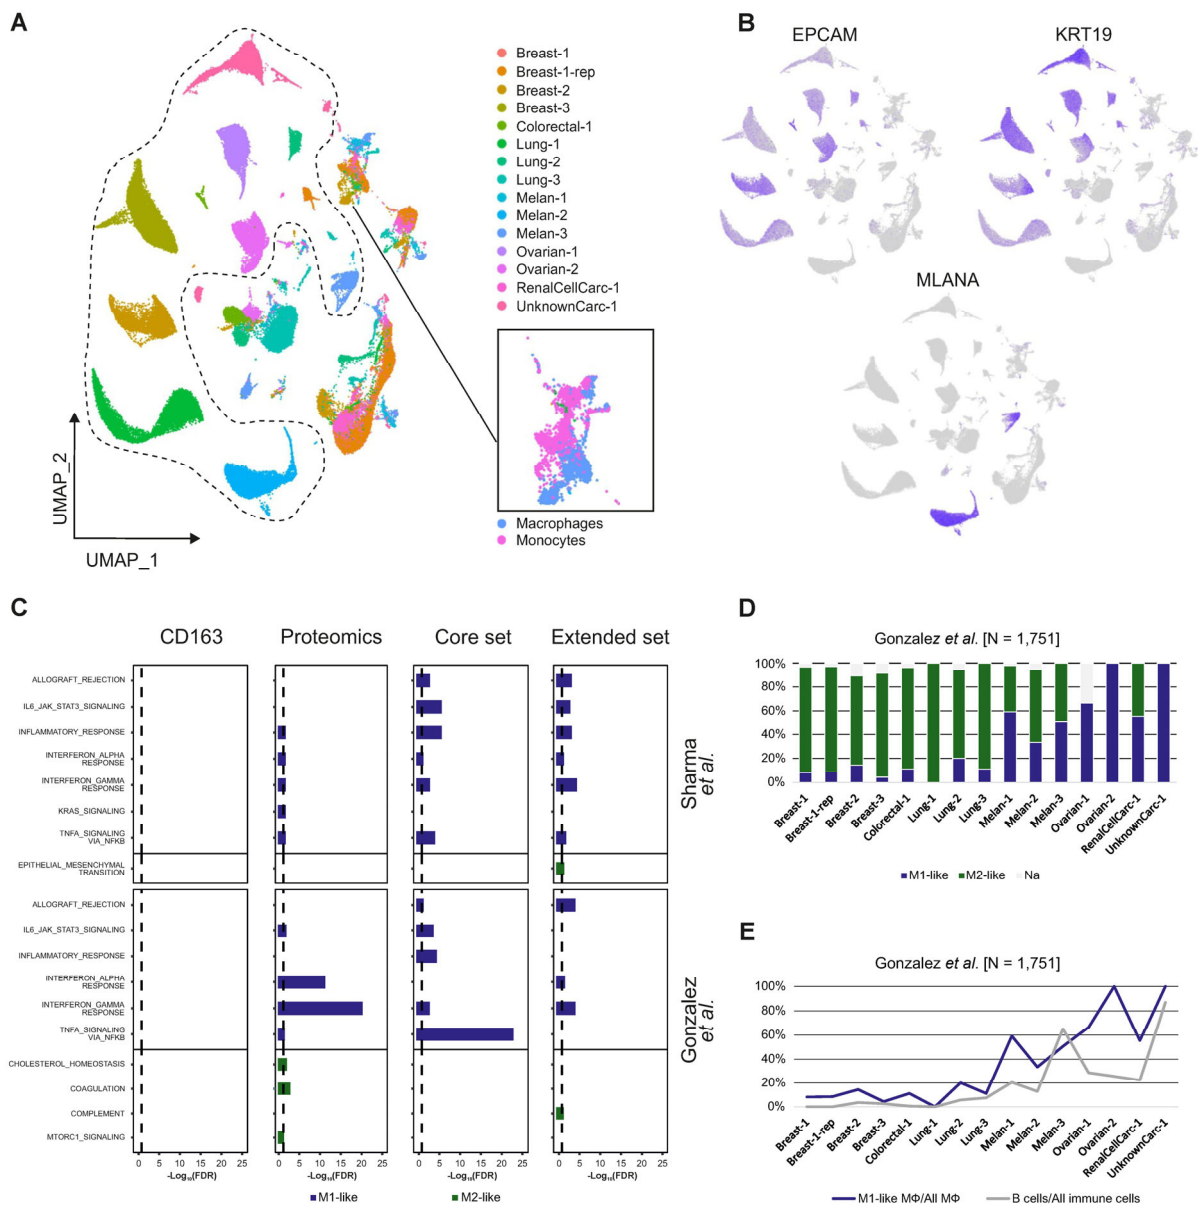 A
Breast-1
Breast-1-rep
Breast-2
Breast-3
Colorectal-1
Lung-1
Lung-2
Lung-3
Melan-1
Melan-2
Melan-3
Ovarian-1
Ovarian-2
RenalCellCarc-1
UnknownCarc-1
Macrophages
Monocytes
UMAP_2
UMAP_1
B
EPCAM
KRT19
MLANA
C
CD163
Proteomics
Core set
Extended set
ALLOGRAFT_REJECTION
IL6_JAK_STAT3_SIGNALING
INFLAMMATORY_RESPONSE
INTERFERON_ALPHA
RESPONSE
INTERFERON_GAMMA
RESPONSE
KRAS_SIGNALING
TNFA_SIGNALING
VIA_NFKB
EPITHELIAL_MESENCHYMAL
TRANSITION
Sharma
et al.
ALLOGRAFT_REJECTION
IL6_JAK_STAT3_SIGNALING
INFLAMMATORY_RESPONSE
INTERFERON_ALPHA
RESPONSE
INTERFERON_GAMMA
RESPONSE
TNFA_SIGNALING
VIA_NFKB
CHOLESTEROL_HOMEOSTASIS
COAGULATION
COMPLEMENT
MTORC1_SIGNALING
Gonzalez
et al.
0 5 10 15 20 25
0 5 10 15 20 25
0 5 10 15 20 25
0 5 10 15 20 25
-Log₁₀(FDR)
-Log₁₀(FDR)
-Log₁₀(FDR)
-Log₁₀(FDR)
M1-like
M2-like
D
Gonzalez et al. [N = 1,751]
100%
80%
60%
40%
20%
0%
Breast-1
Breast-1-rep
Breast-2
Breast-3
Colorectal-1
Lung-1
Lung-2
Lung-3
Melan-1
Melan-2
Melan-3
Ovarian-1
Ovarian-2
RenalCellCarc-1
UnknownCarc-1
M1-like M2-like Na
E
Gonzalez et al. [N = 1,751]
100%
80%
60%
40%
20%
0%
Breast-1
Breast-1-rep
Breast-2
Breast-3
Colorectal-1
Lung-1
Lung-2
Lung-3
Melan-1
Melan-2
Melan-3
Ovarian-1
Ovarian-2
RenalCellCarc-1
UnknownCarc-1
M1-like MΦ/All MΦ
B cells/All immune cells